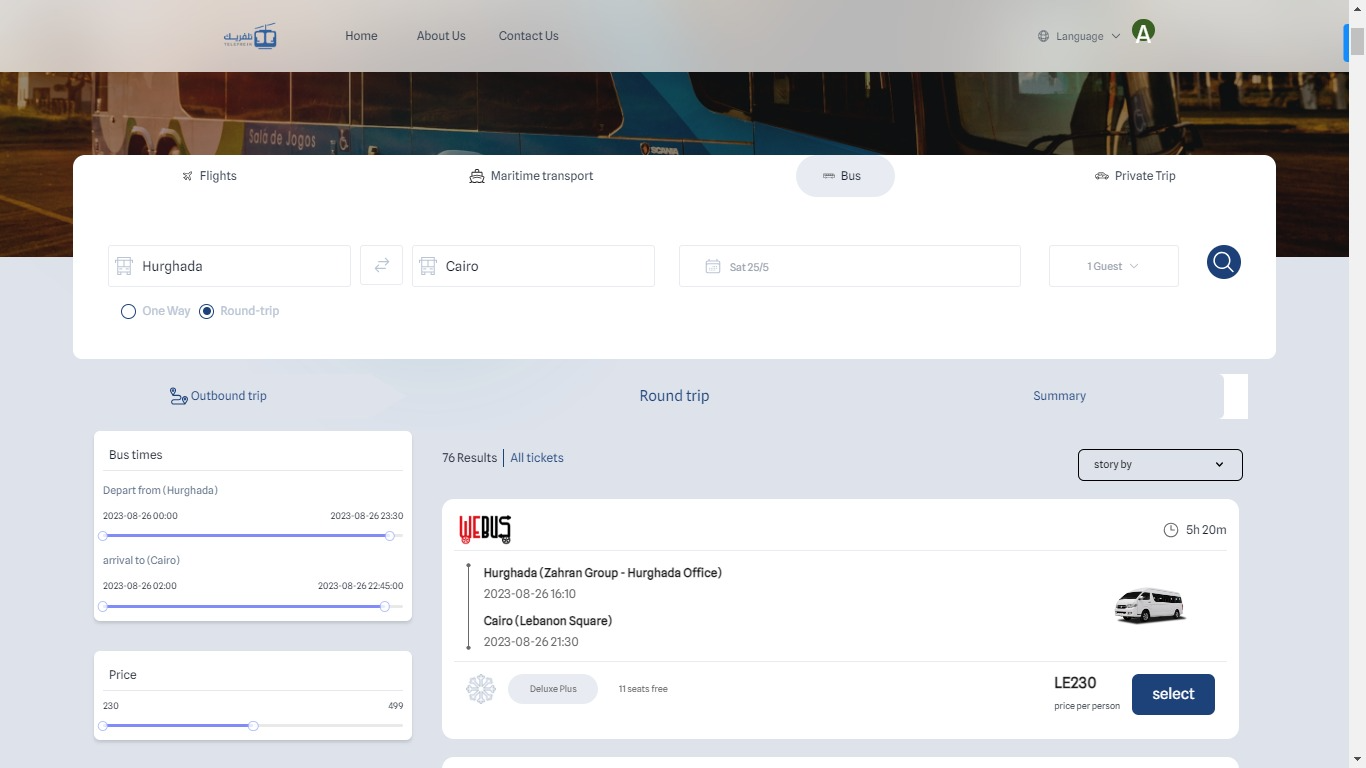 تلفريك
TELEFREIK
Home
About Us
Contact Us
Language
A
Sala de Jogos
SCANIA
Flights
Maritime transport
Bus
Private Trip
Hurghada
Cairo
Sat 25/5
1 Guest
One Way
Round-trip
Outbound trip
Round trip
Summary
Bus times
Depart from (Hurghada)
2023-08-26 00:00
2023-08-26 23:30
arrival to (Cairo)
2023-08-26 02:00
2023-08-26 22:45:00
Price
230
499
76 Results
All tickets
story by
WEBUS
5h 20m
Hurghada (Zahran Group - Hurghada Office)
2023-08-26 16:10
Cairo (Lebanon Square)
2023-08-26 21:30
Deluxe Plus
11 seats free
LE230
price per person
select